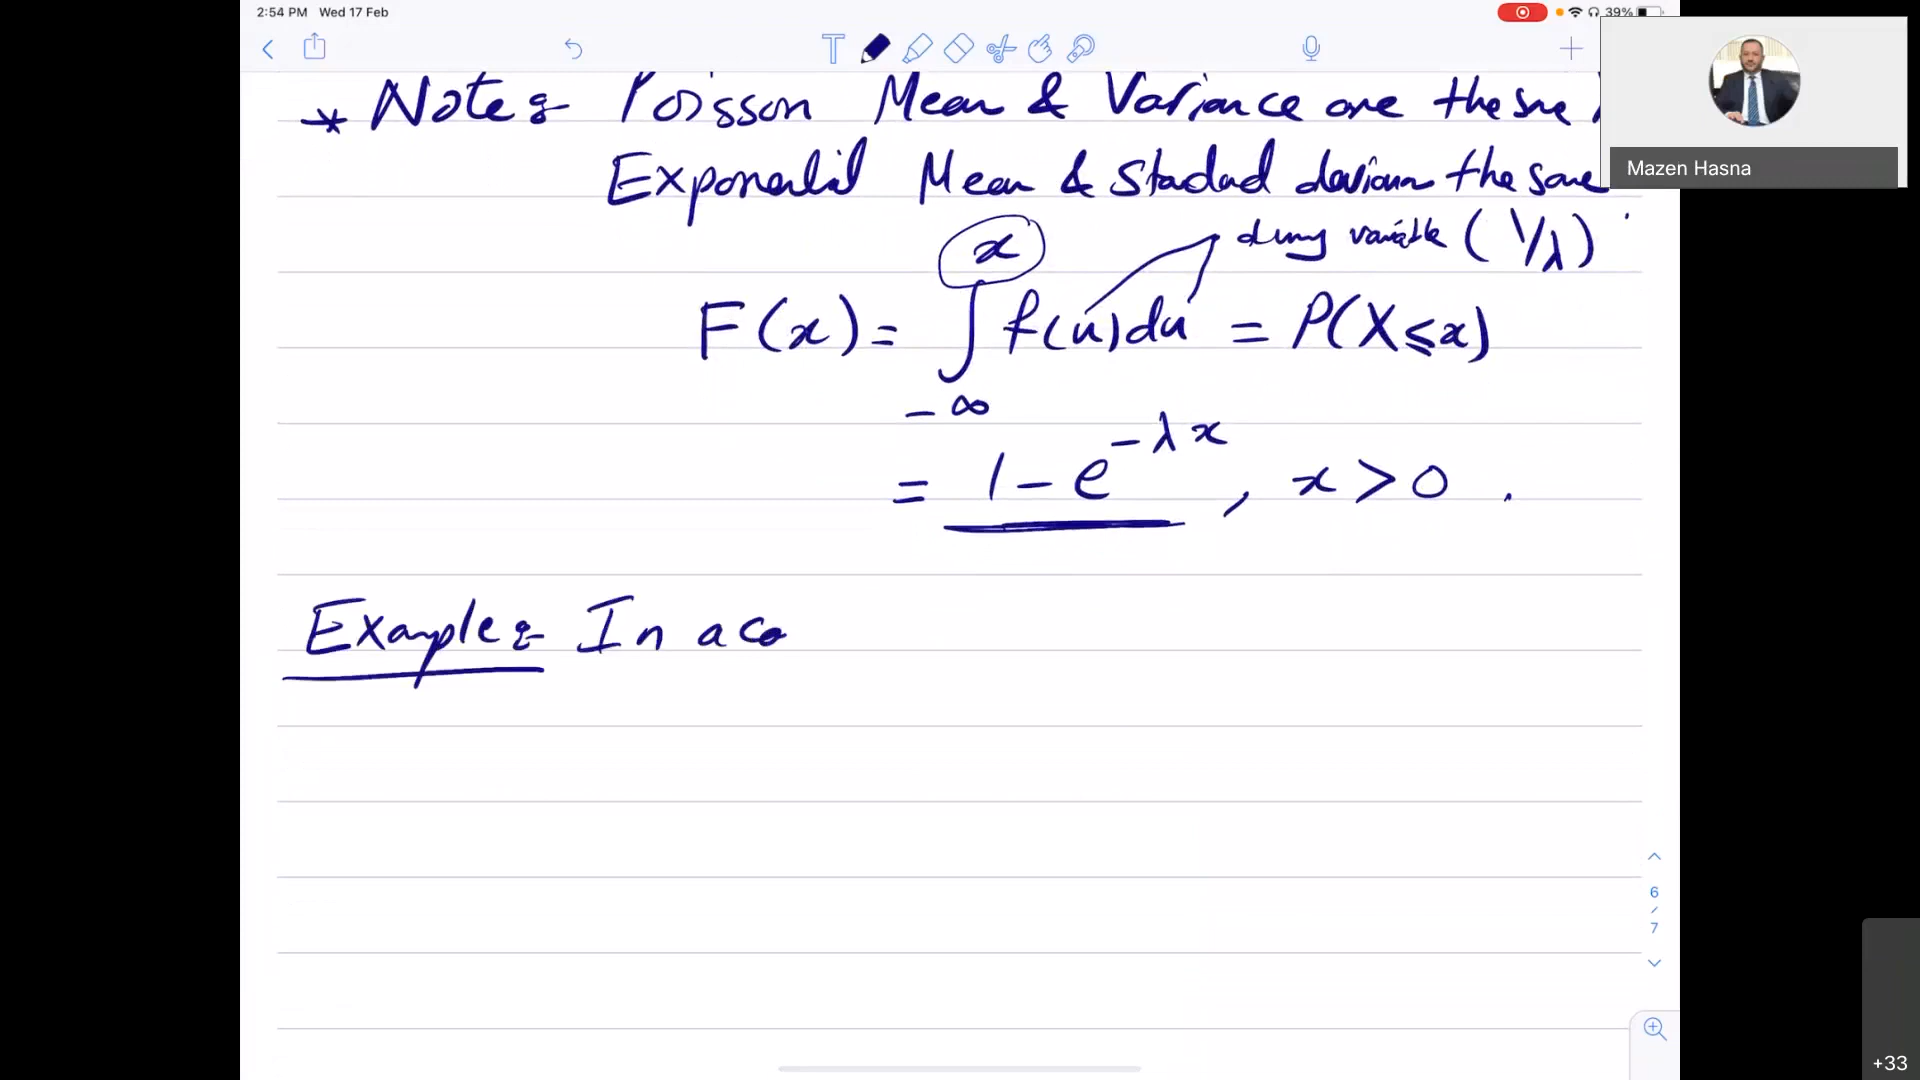 2:54 PM Wed 17 Feb
39%
Mazen Hasna
* Note: Poisson Mean & Variance are the same
Exponential Mean & Standard deviation the same
dummy variable (1/λ)
F(x) = ∫_{-∞}^{x} f(u)du = P(X≤x)
= 1 - e^{-λx}, x > 0.
Example: In a co
6
/
7
+33